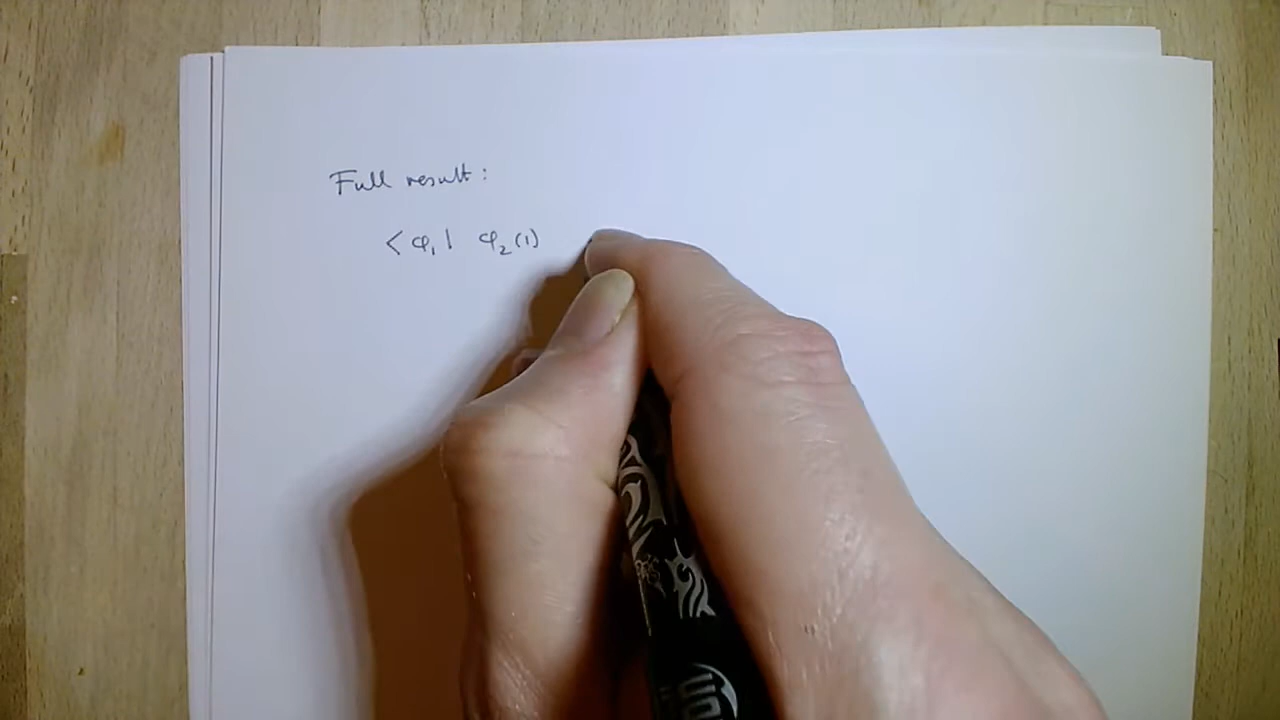 Full result:
< φ₁ | φ₂(1)